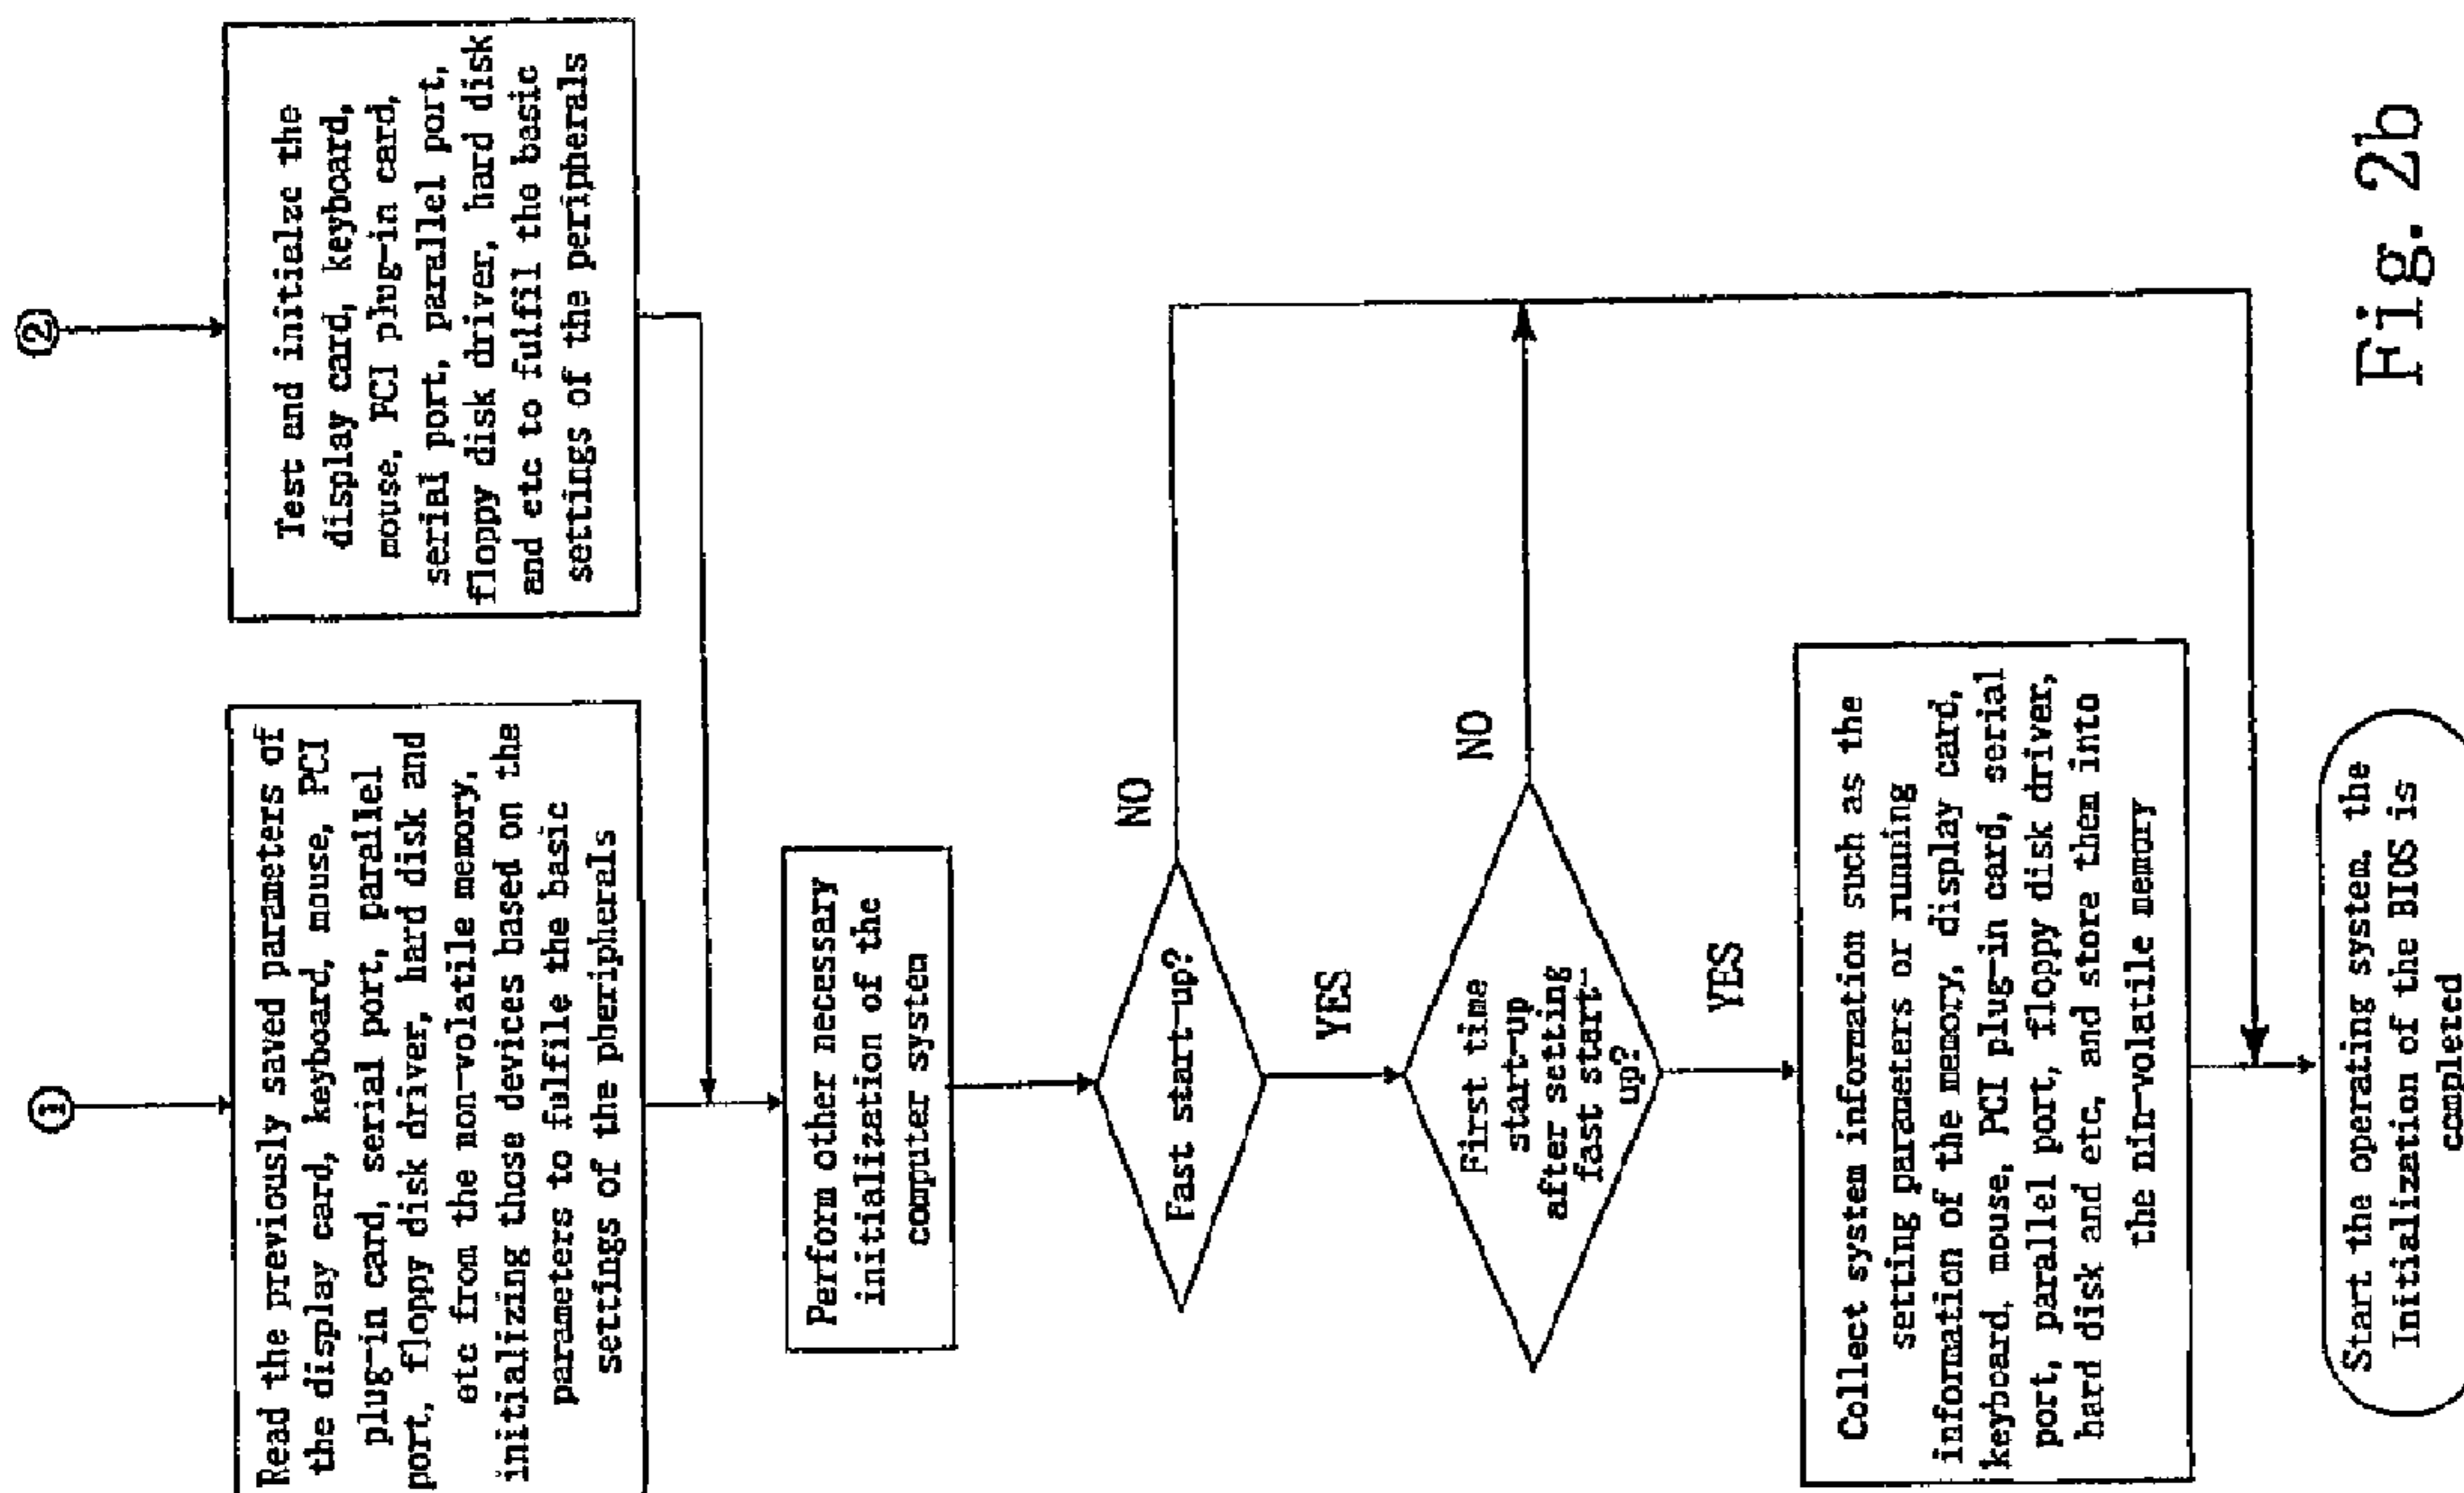 ①
Read the previously saved parameters of
the display card, keyboard, mouse, PCI
plug-in card, serial port, parallel
port, floppy disk driver, hard disk and
etc from the non-volatile memory,
initializing those devices based on the
parameters to fulfile the basic
settings of the pheripherals
②
Test and initialze the
display card, keyboard,
mouse, PCI plug-in card,
serial port, parallel port,
floppy disk driver, hard disk
and etc to fulfil the basic
settings of the peripherals
Perform other necessary
initialization of the
computer system
Fast start-up?
NO
YES
First time
start-up
after setting
fast start-
up?
NO
YES
Collect system information such as the
setting parameters or runing
information of the memory, display card,
keyboard, mouse, PCI plug-in card, serial
port, parallel port, floppy disk driver,
hard disk and etc, and store them into
the nin-volatile memory
Start the operating system, the
Initialization of the BIOS is
completed
Fig. 2b